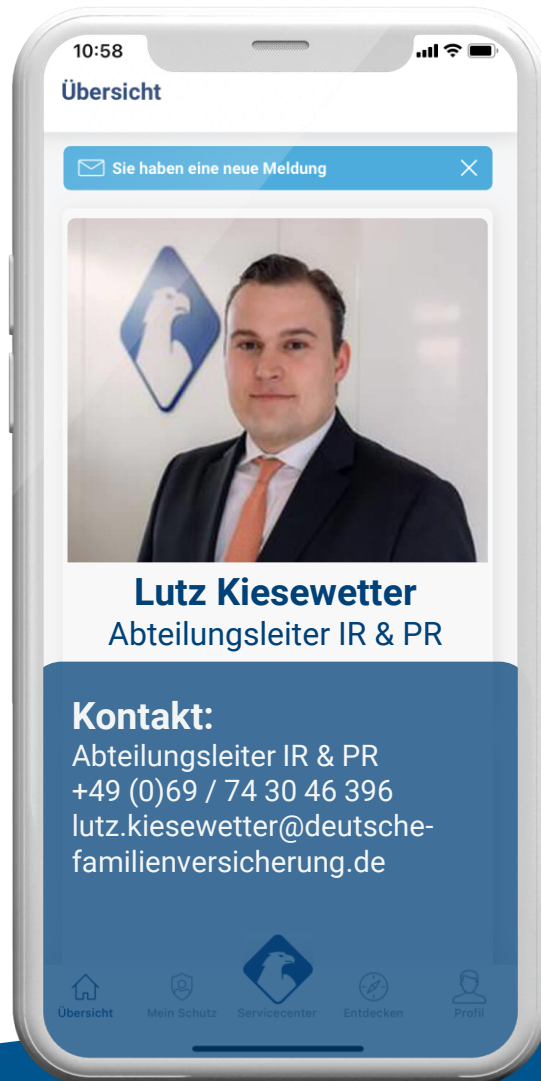 10:58
Übersicht
Sie haben eine neue Meldung
Lutz Kiesewetter
Abteilungsleiter IR & PR
Kontakt:
Abteilungsleiter IR & PR
+49 (0)69 / 74 30 46 396
lutz.kiesewetter@deutsche-
familienversicherung.de
Übersicht Mein Schutz Servicecenter Entdecken Profil